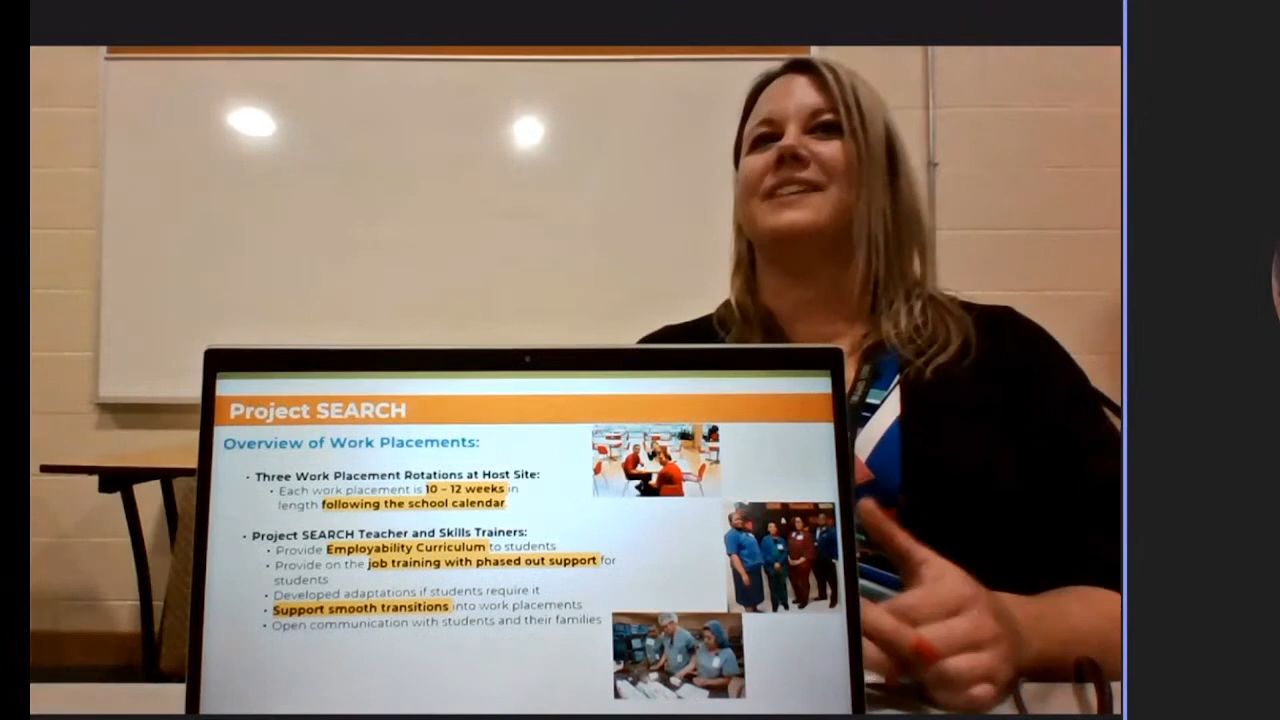 Project SEARCH
Overview of Work Placements:
• Three Work Placement Rotations at Host Site:
• Each work placement is 10 – 12 weeks in
length following the school calendar.
• Project SEARCH Teacher and Skills Trainers:
• Provide Employability Curriculum to students
• Provide on the job training with phased out support for
students
• Developed adaptations if students require it
• Support smooth transitions into work placements
• Open communication with students and their families